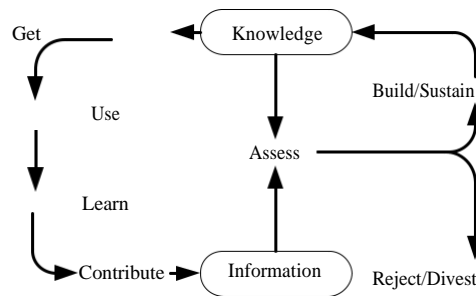 Get
Knowledge
Build/Sustain
Use
Assess
Learn
Contribute
Information
Reject/Divest